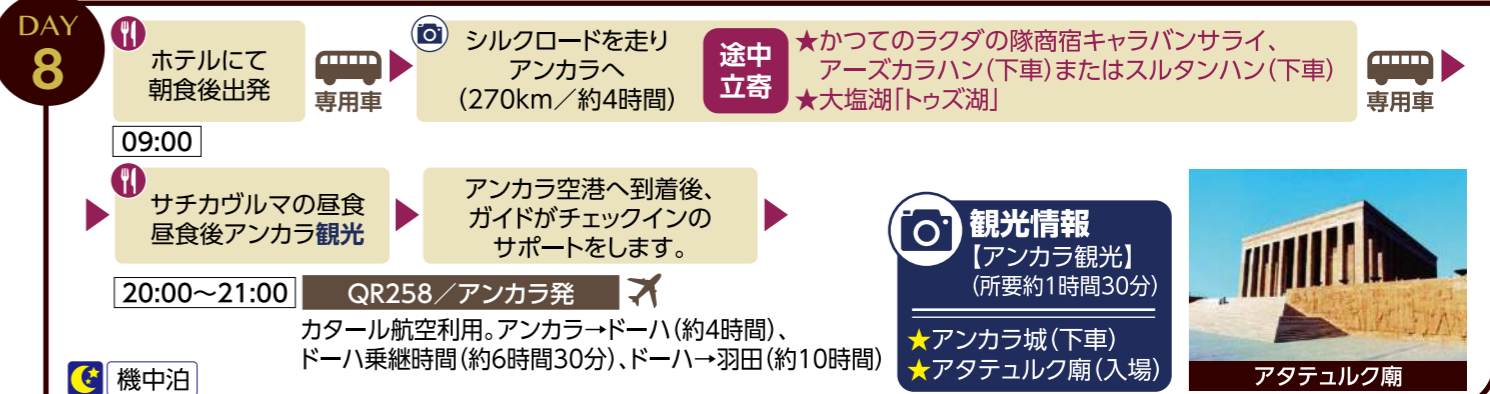 DAY
8
ホテルにて
朝食後出発
専用車
シルクロードを走り
アンカラへ
(270km／約4時間)
途中
立寄
★かつてのラクダの隊商宿キャラバンサライ、
アーズカラハン(下車)またはスルタンハン(下車)
★大塩湖「トゥズ湖」
専用車
09:00
サチカヴルマの昼食
昼食後アンカラ観光
アンカラ空港へ到着後、
ガイドがチェックインの
サポートをします。
20:00～21:00
QR258／アンカラ発
カタール航空利用。アンカラ→ドーハ(約4時間)、
ドーハ乗継時間(約6時間30分)、ドーハ→羽田(約10時間)
機中泊
観光情報
【アンカラ観光】
(所要約1時間30分)
★アンカラ城(下車)
★アタテュルク廟(入場)
アタテュルク廟